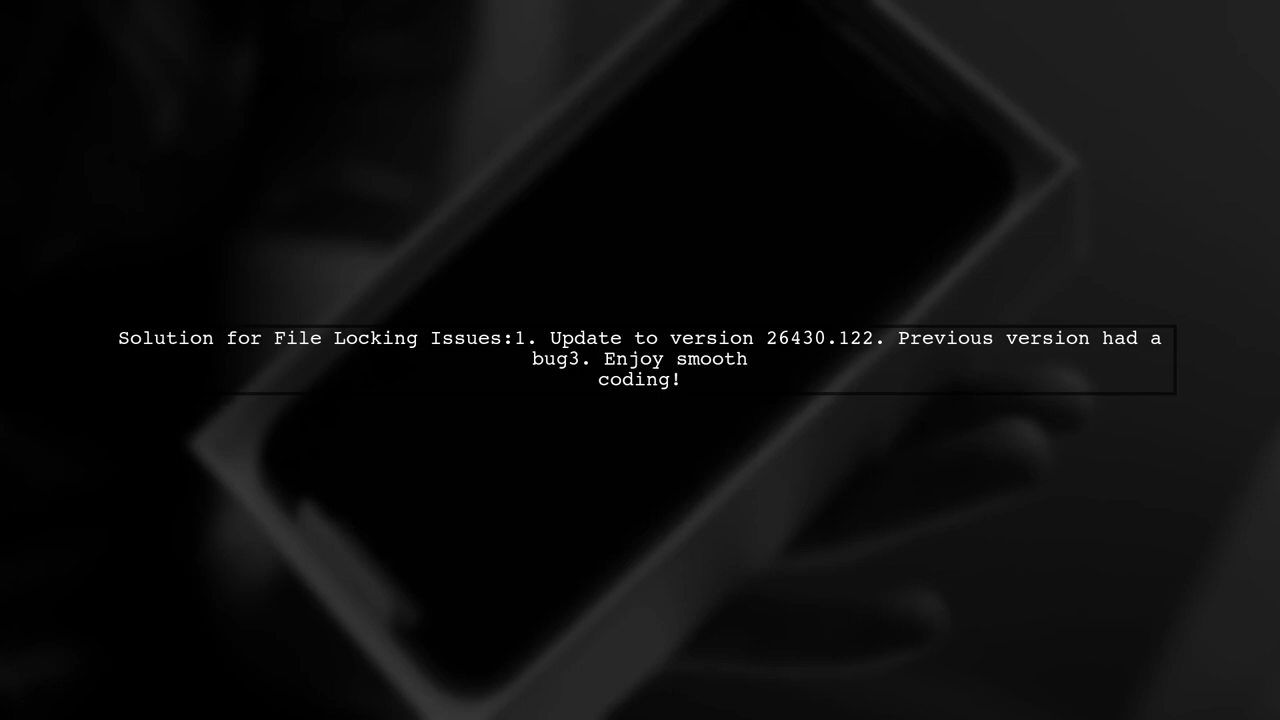 Solution for File Locking Issues:1. Update to version 26430.122. Previous version had a
bug3. Enjoy smooth
coding!